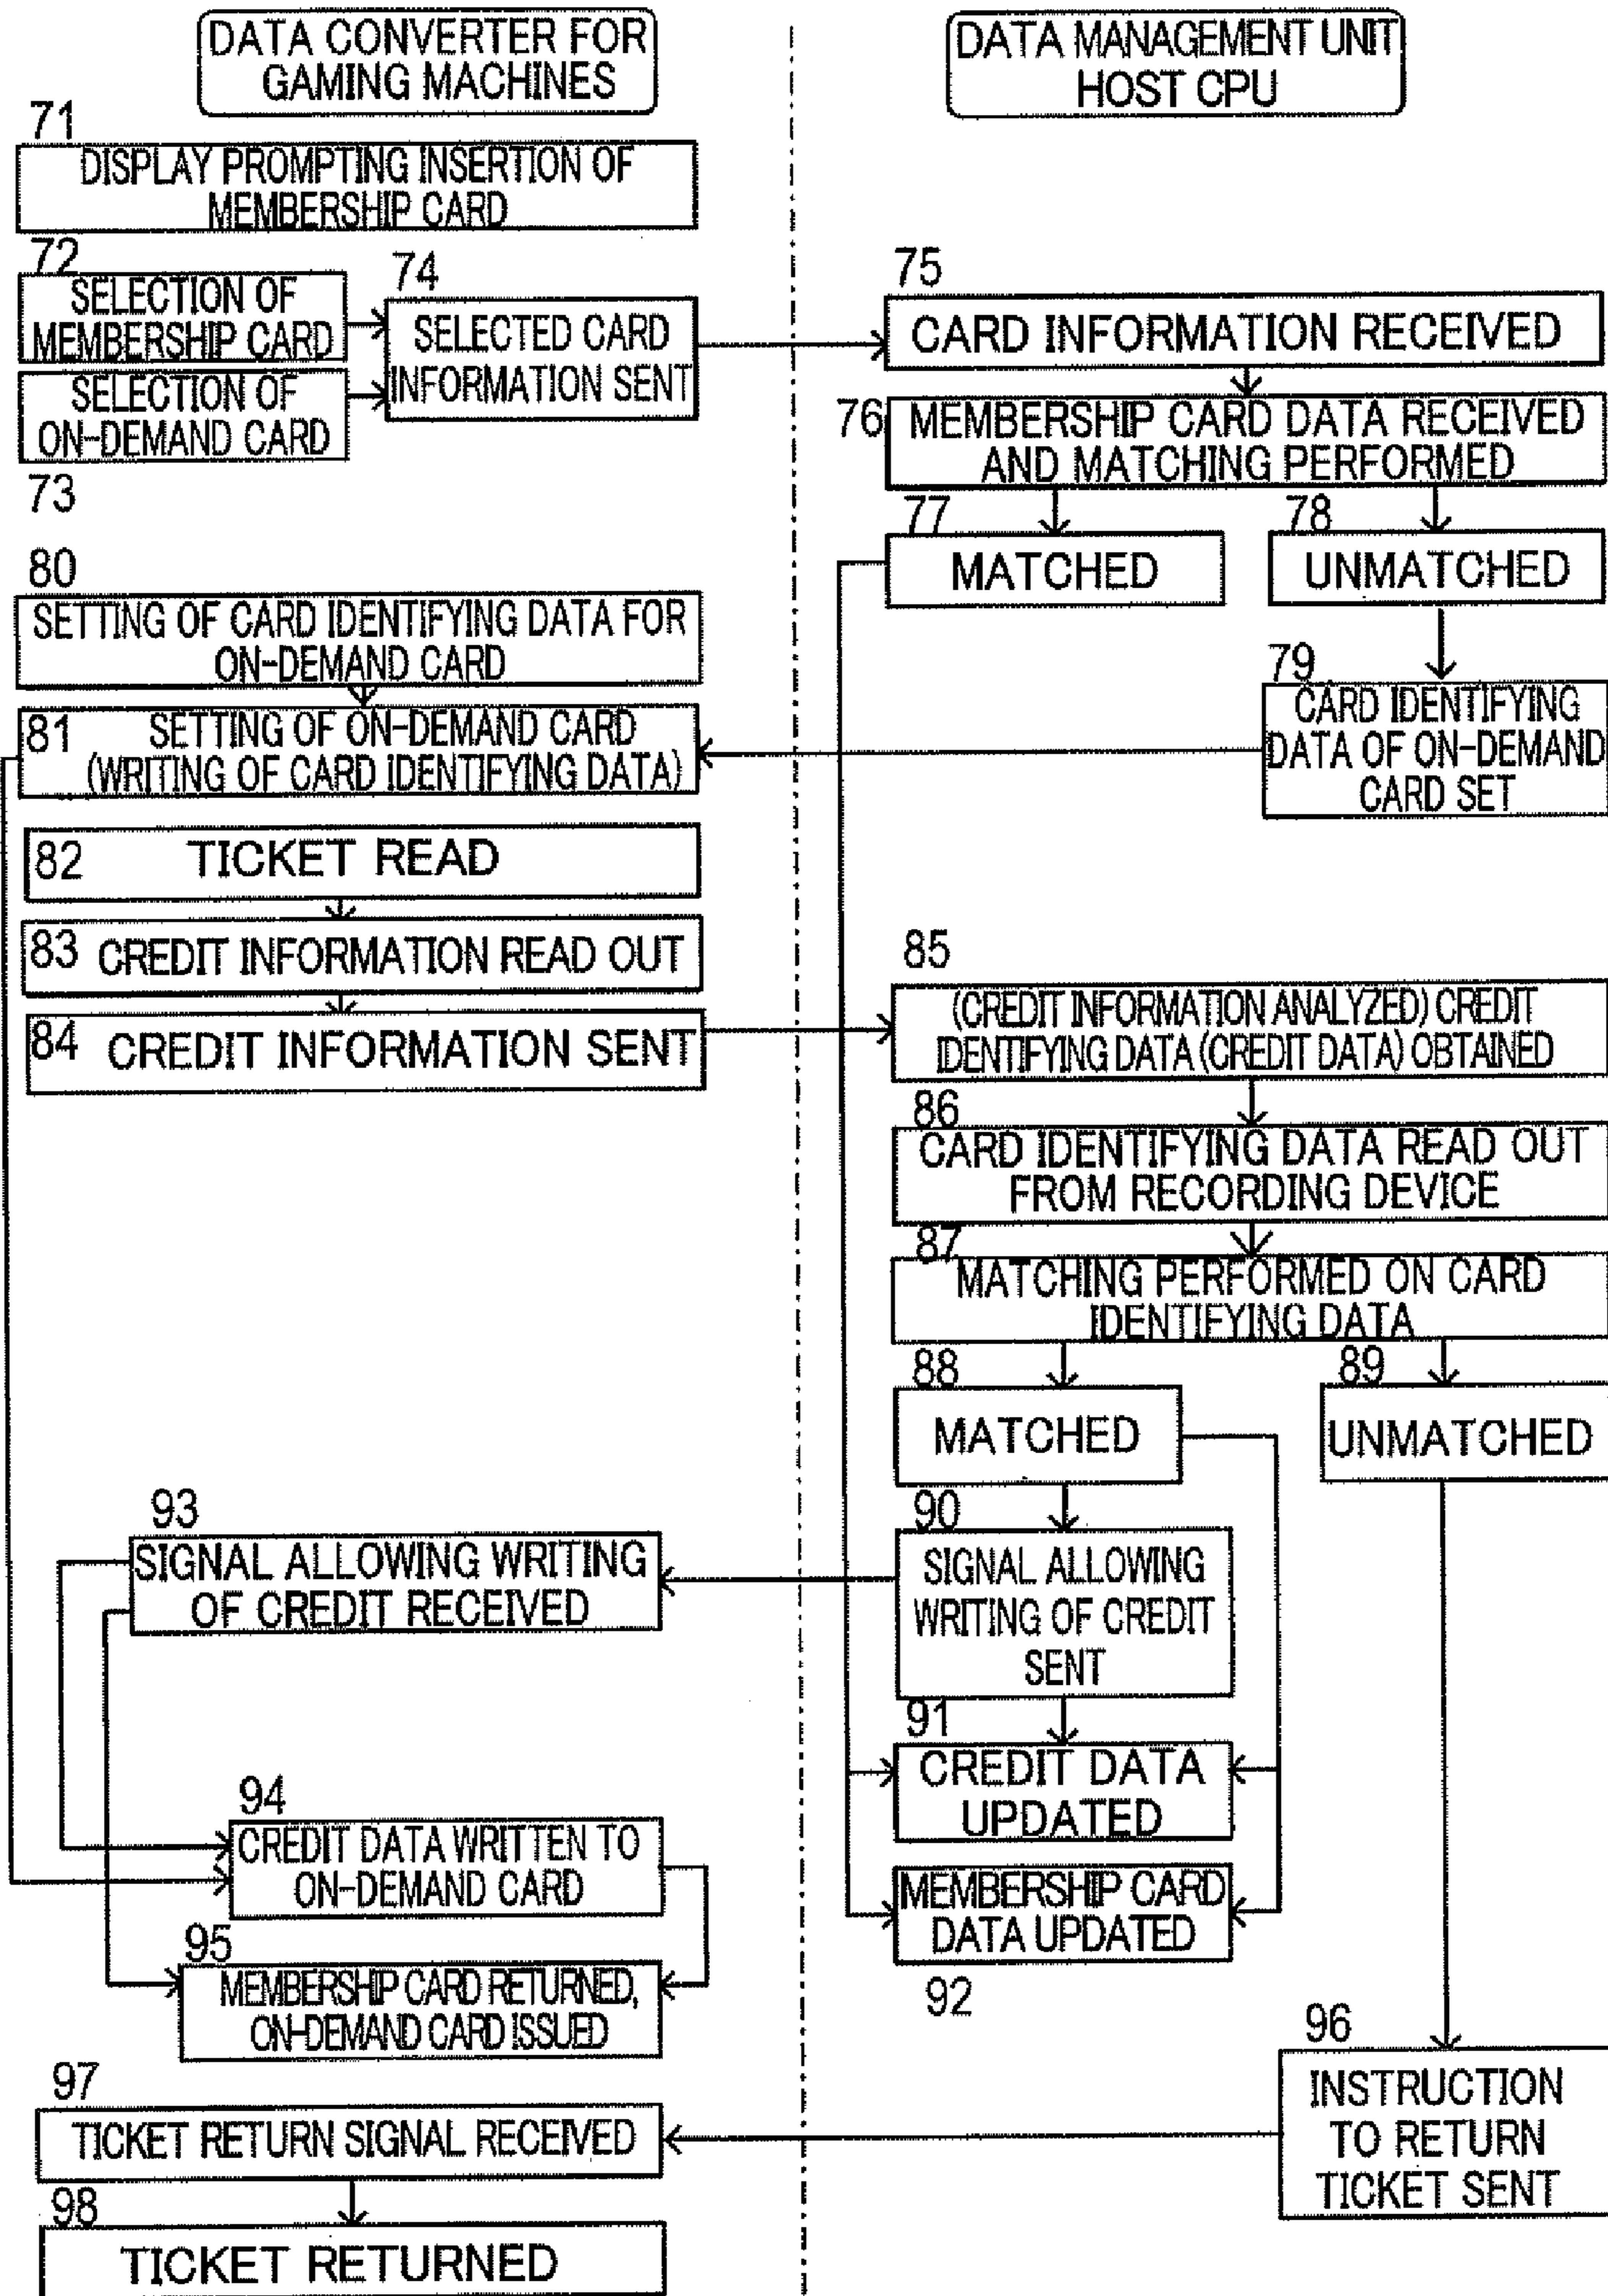 DATA CONVERTER FOR
GAMING MACHINES
DATA MANAGEMENT UNIT
HOST CPU
71
DISPLAY PROMPTING INSERTION OF
MEMBERSHIP CARD
72
SELECTION OF
MEMBERSHIP CARD
SELECTION OF
ON-DEMAND CARD
73
74
SELECTED CARD
INFORMATION SENT
75
CARD INFORMATION RECEIVED
76
MEMBERSHIP CARD DATA RECEIVED
AND MATCHING PERFORMED
77
MATCHED
78
UNMATCHED
79
CARD IDENTIFYING
DATA OF ON-DEMAND
CARD SET
80
SETTING OF CARD IDENTIFYING DATA FOR
ON-DEMAND CARD
81
SETTING OF ON-DEMAND CARD
(WRITING OF CARD IDENTIFYING DATA)
82 TICKET READ
83 CREDIT INFORMATION READ OUT
84 CREDIT INFORMATION SENT
85
(CREDIT INFORMATION ANALYZED) CREDIT
IDENTIFYING DATA (CREDIT DATA) OBTAINED
86
CARD IDENTIFYING DATA READ OUT
FROM RECORDING DEVICE
87
MATCHING PERFORMED ON CARD
IDENTIFYING DATA
88
MATCHED
89
UNMATCHED
90
SIGNAL ALLOWING
WRITING OF CREDIT
SENT
91
CREDIT DATA
UPDATED
MEMBERSHIP CARD
DATA UPDATED
92
93
SIGNAL ALLOWING WRITING
OF CREDIT RECEIVED
94
CREDIT DATA WRITTEN TO
ON-DEMAND CARD
95
MEMBERSHIP CARD RETURNED,
ON-DEMAND CARD ISSUED
96
INSTRUCTION
TO RETURN
TICKET SENT
97
TICKET RETURN SIGNAL RECEIVED
98
TICKET RETURNED